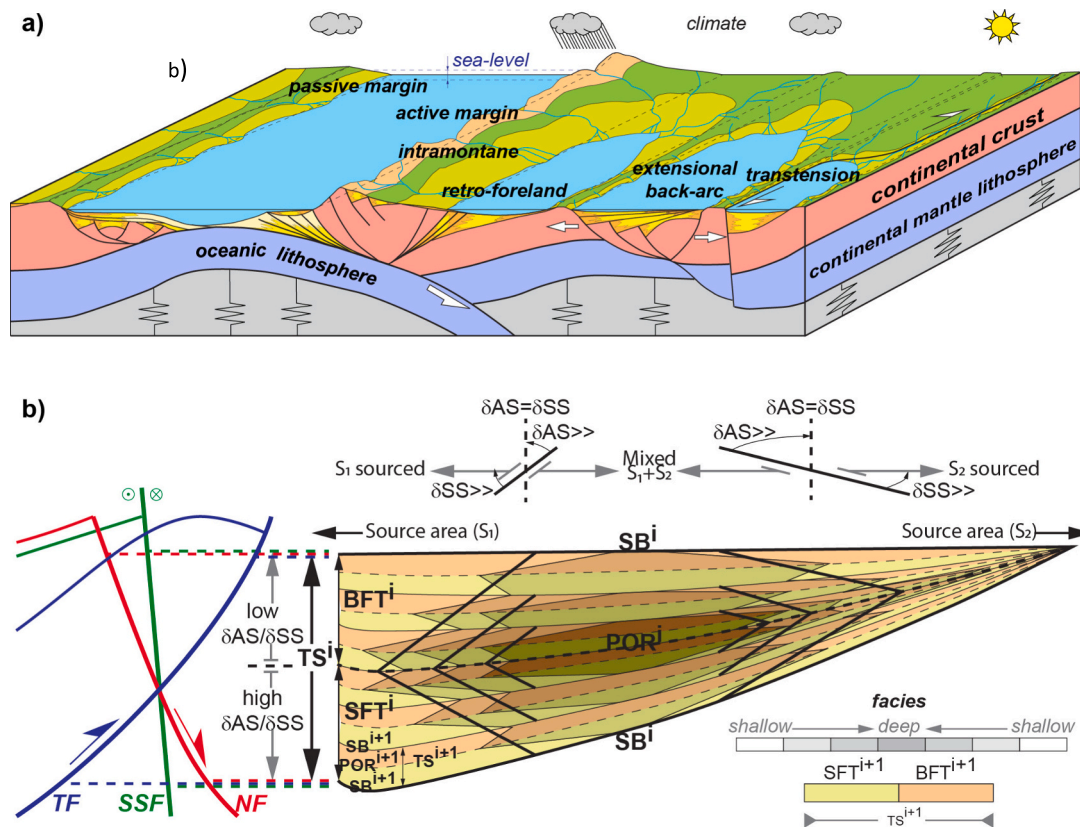 a)
climate
b)
sea-level
passive margin
active margin
intramontane
retro-foreland
extensional
back-arc
transtension
continental crust
continental mantle lithosphere
oceanic lithosphere
b)
δAS=δSS
δAS>>
S₁ sourced
δSS>>
Mixed
S₁+S₂
δAS=δSS
δAS>>
S₂ sourced
δSS>>
Source area (S₁)
SBⁱ
Source area (S₂)
low
δAS/δSS
TSⁱ
high
δAS/δSS
BFTⁱ
PORⁱ
SFTⁱ
SBⁱ⁺¹
PORⁱ⁺¹
SBⁱ⁺¹
TSⁱ⁺¹
SBⁱ
TF
SSF
NF
facies
shallow
deep
shallow
SFTⁱ⁺¹
BFTⁱ⁺¹
TSⁱ⁺¹